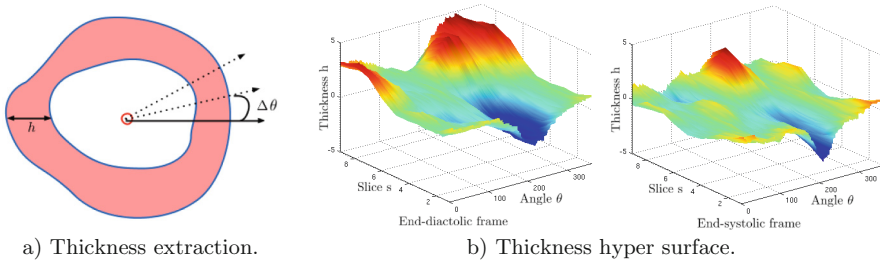 h
Δθ
5
0
-5
Thickness h
8
6
4
2
Slice s
0
100
200
300
Angle θ
End-diactolic frame
5
0
-5
Thickness h
8
6
4
2
Slice s
0
100
200
300
Angle θ
End-systolic frame
a) Thickness extraction.
b) Thickness hyper surface.